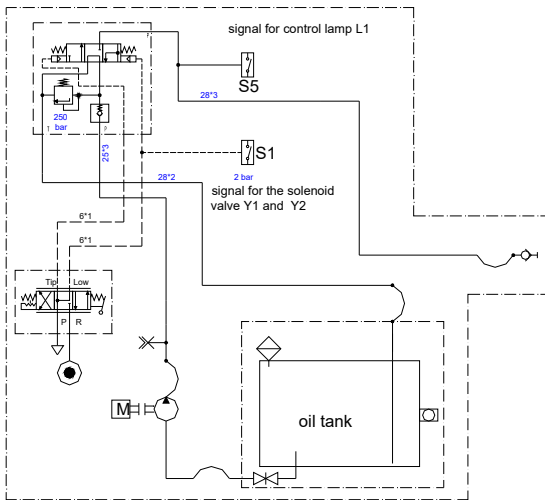 signal for control lamp L1
S5
28*3
250
bar
T
P
25*3
S1
28*2
2 bar
signal for the solenoid
valve Y1 and Y2
6*1
6*1
Tip Low
P R
M
oil tank